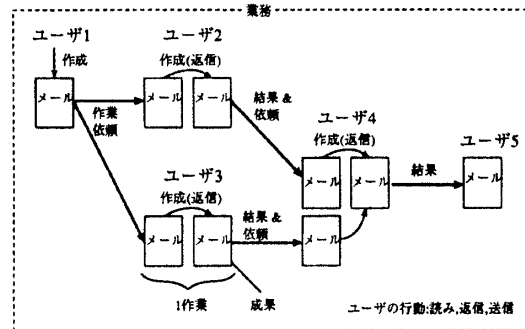 業務
ユーザ1
作成
メール
作業
依頼
ユーザ2
作成(返信)
メール
メール
結果 &
依頼
ユーザ3
作成(返信)
メール
メール
結果 &
依頼
1作業
成果
ユーザ4
作成(返信)
メール
メール
メール
結果
ユーザ5
メール
ユーザの行動:読み,返信,送信